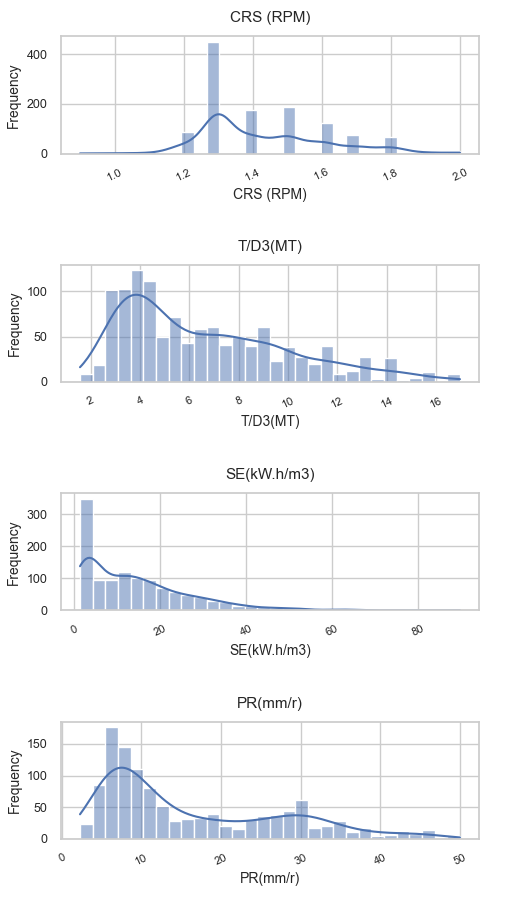 CRS (RPM)
400
200
0
Frequency
1.0 1.2 1.4 1.6 1.8 2.0
CRS (RPM)
T/D3(MT)
100
50
0
Frequency
2 4 6 8 10 12 14 16
T/D3(MT)
SE(kW.h/m3)
300
200
100
0
Frequency
0 20 40 60 80
SE(kW.h/m3)
PR(mm/r)
150
100
50
0
Frequency
0 10 20 30 40 50
PR(mm/r)